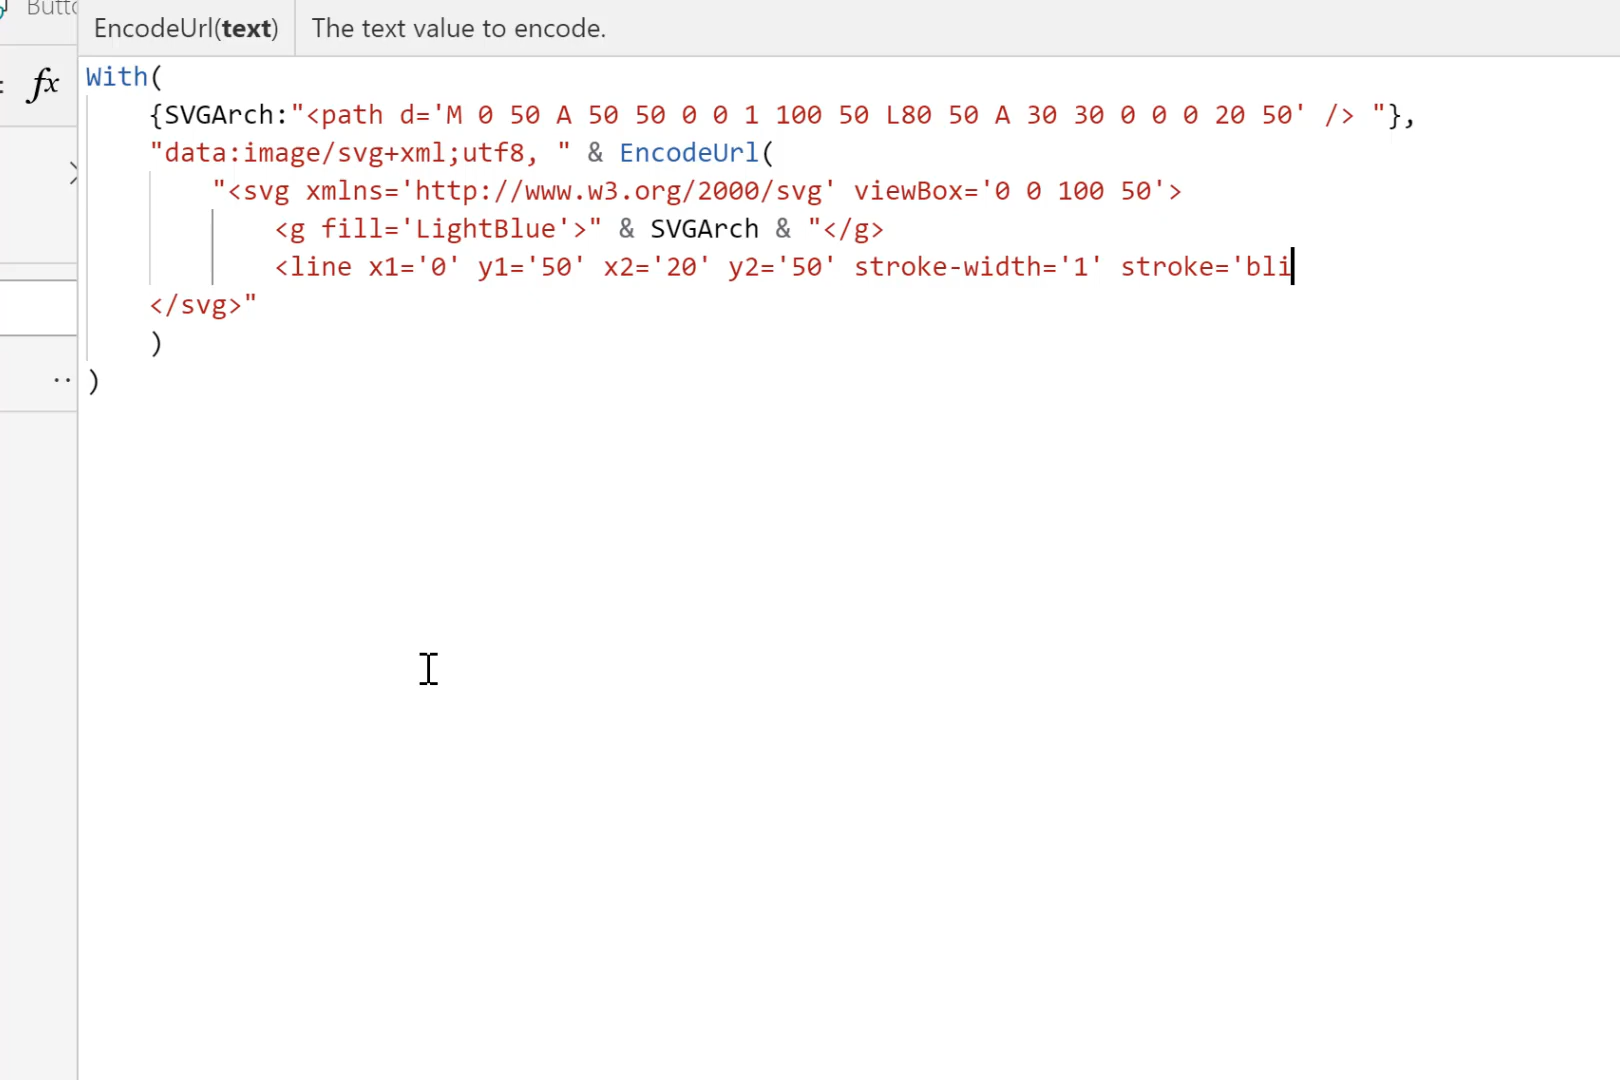 Butto
EncodeUrl(text) The text value to encode.
fx
With(
{SVGArch:"<path d='M 0 50 A 50 50 0 0 1 100 50 L80 50 A 30 30 0 0 0 20 50' /> "},
"data:image/svg+xml;utf8, " & EncodeUrl(
"<svg xmlns='http://www.w3.org/2000/svg' viewBox='0 0 100 50'>
<g fill='LightBlue'>" & SVGArch & "</g>
<line x1='0' y1='50' x2='20' y2='50' stroke-width='1' stroke='bli
</svg>"
)
)